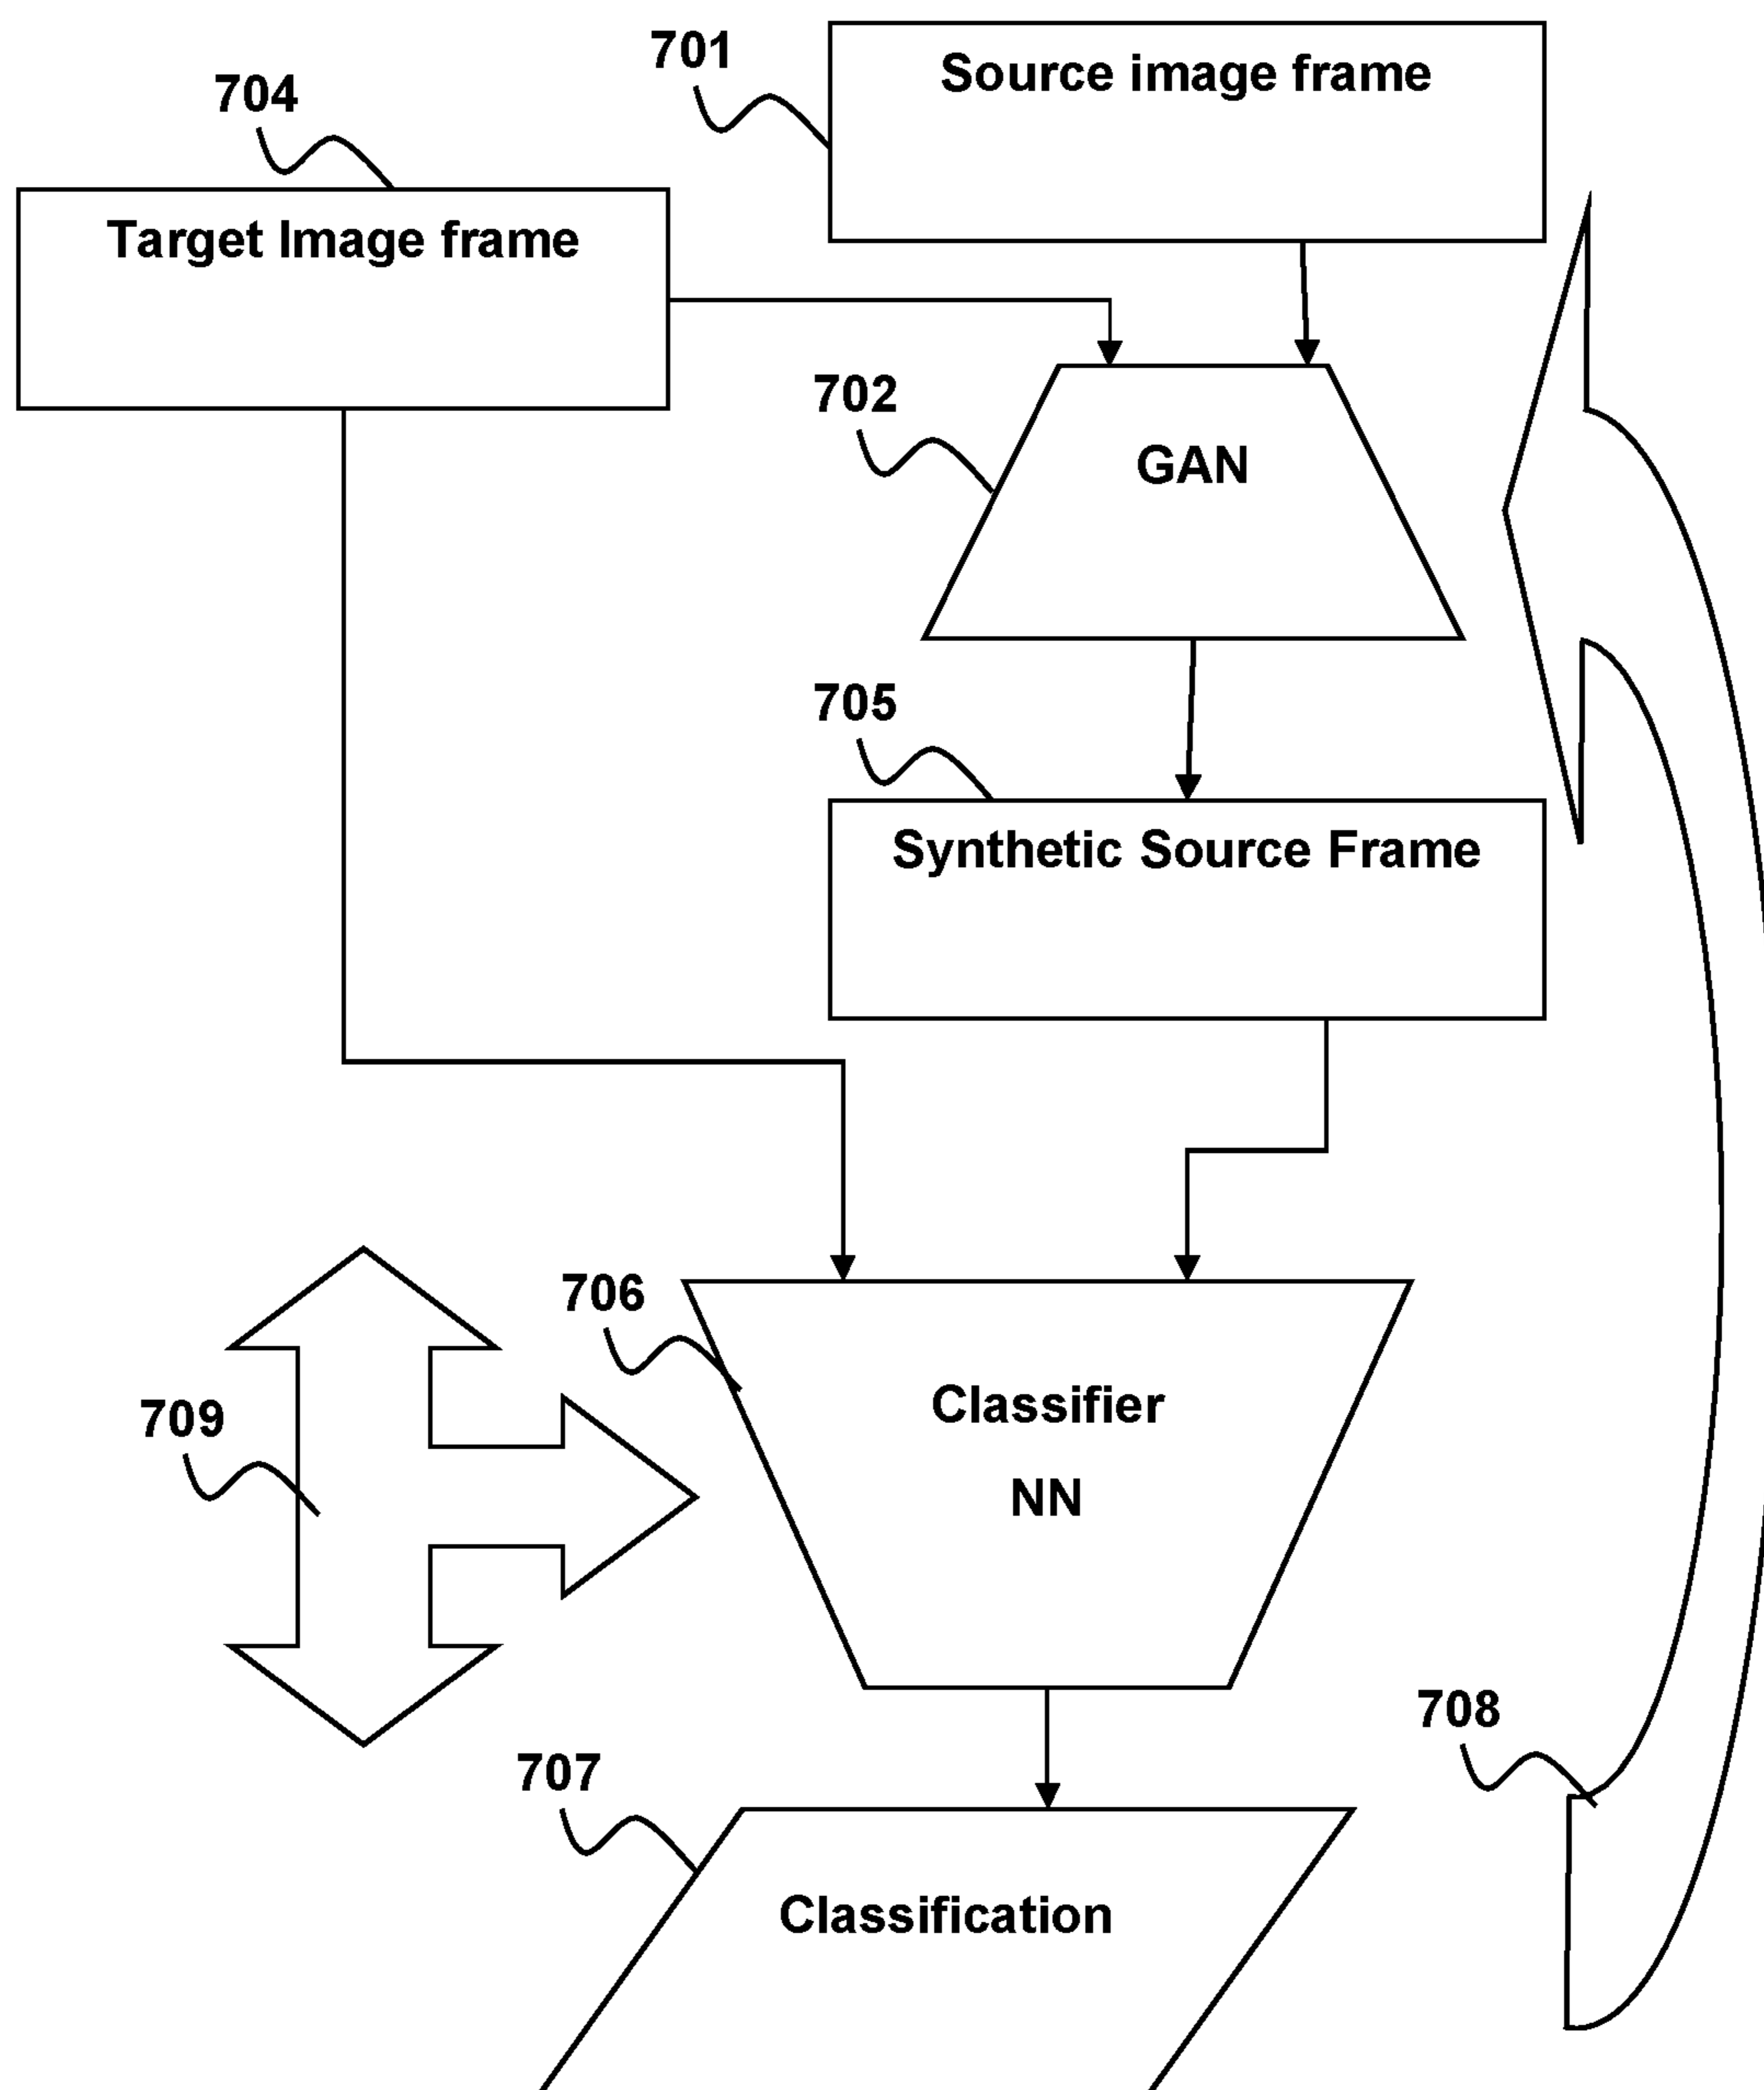 701
Source image frame
704
Target Image frame
702
GAN
705
Synthetic Source Frame
706
Classifier
NN
709
708
707
Classification